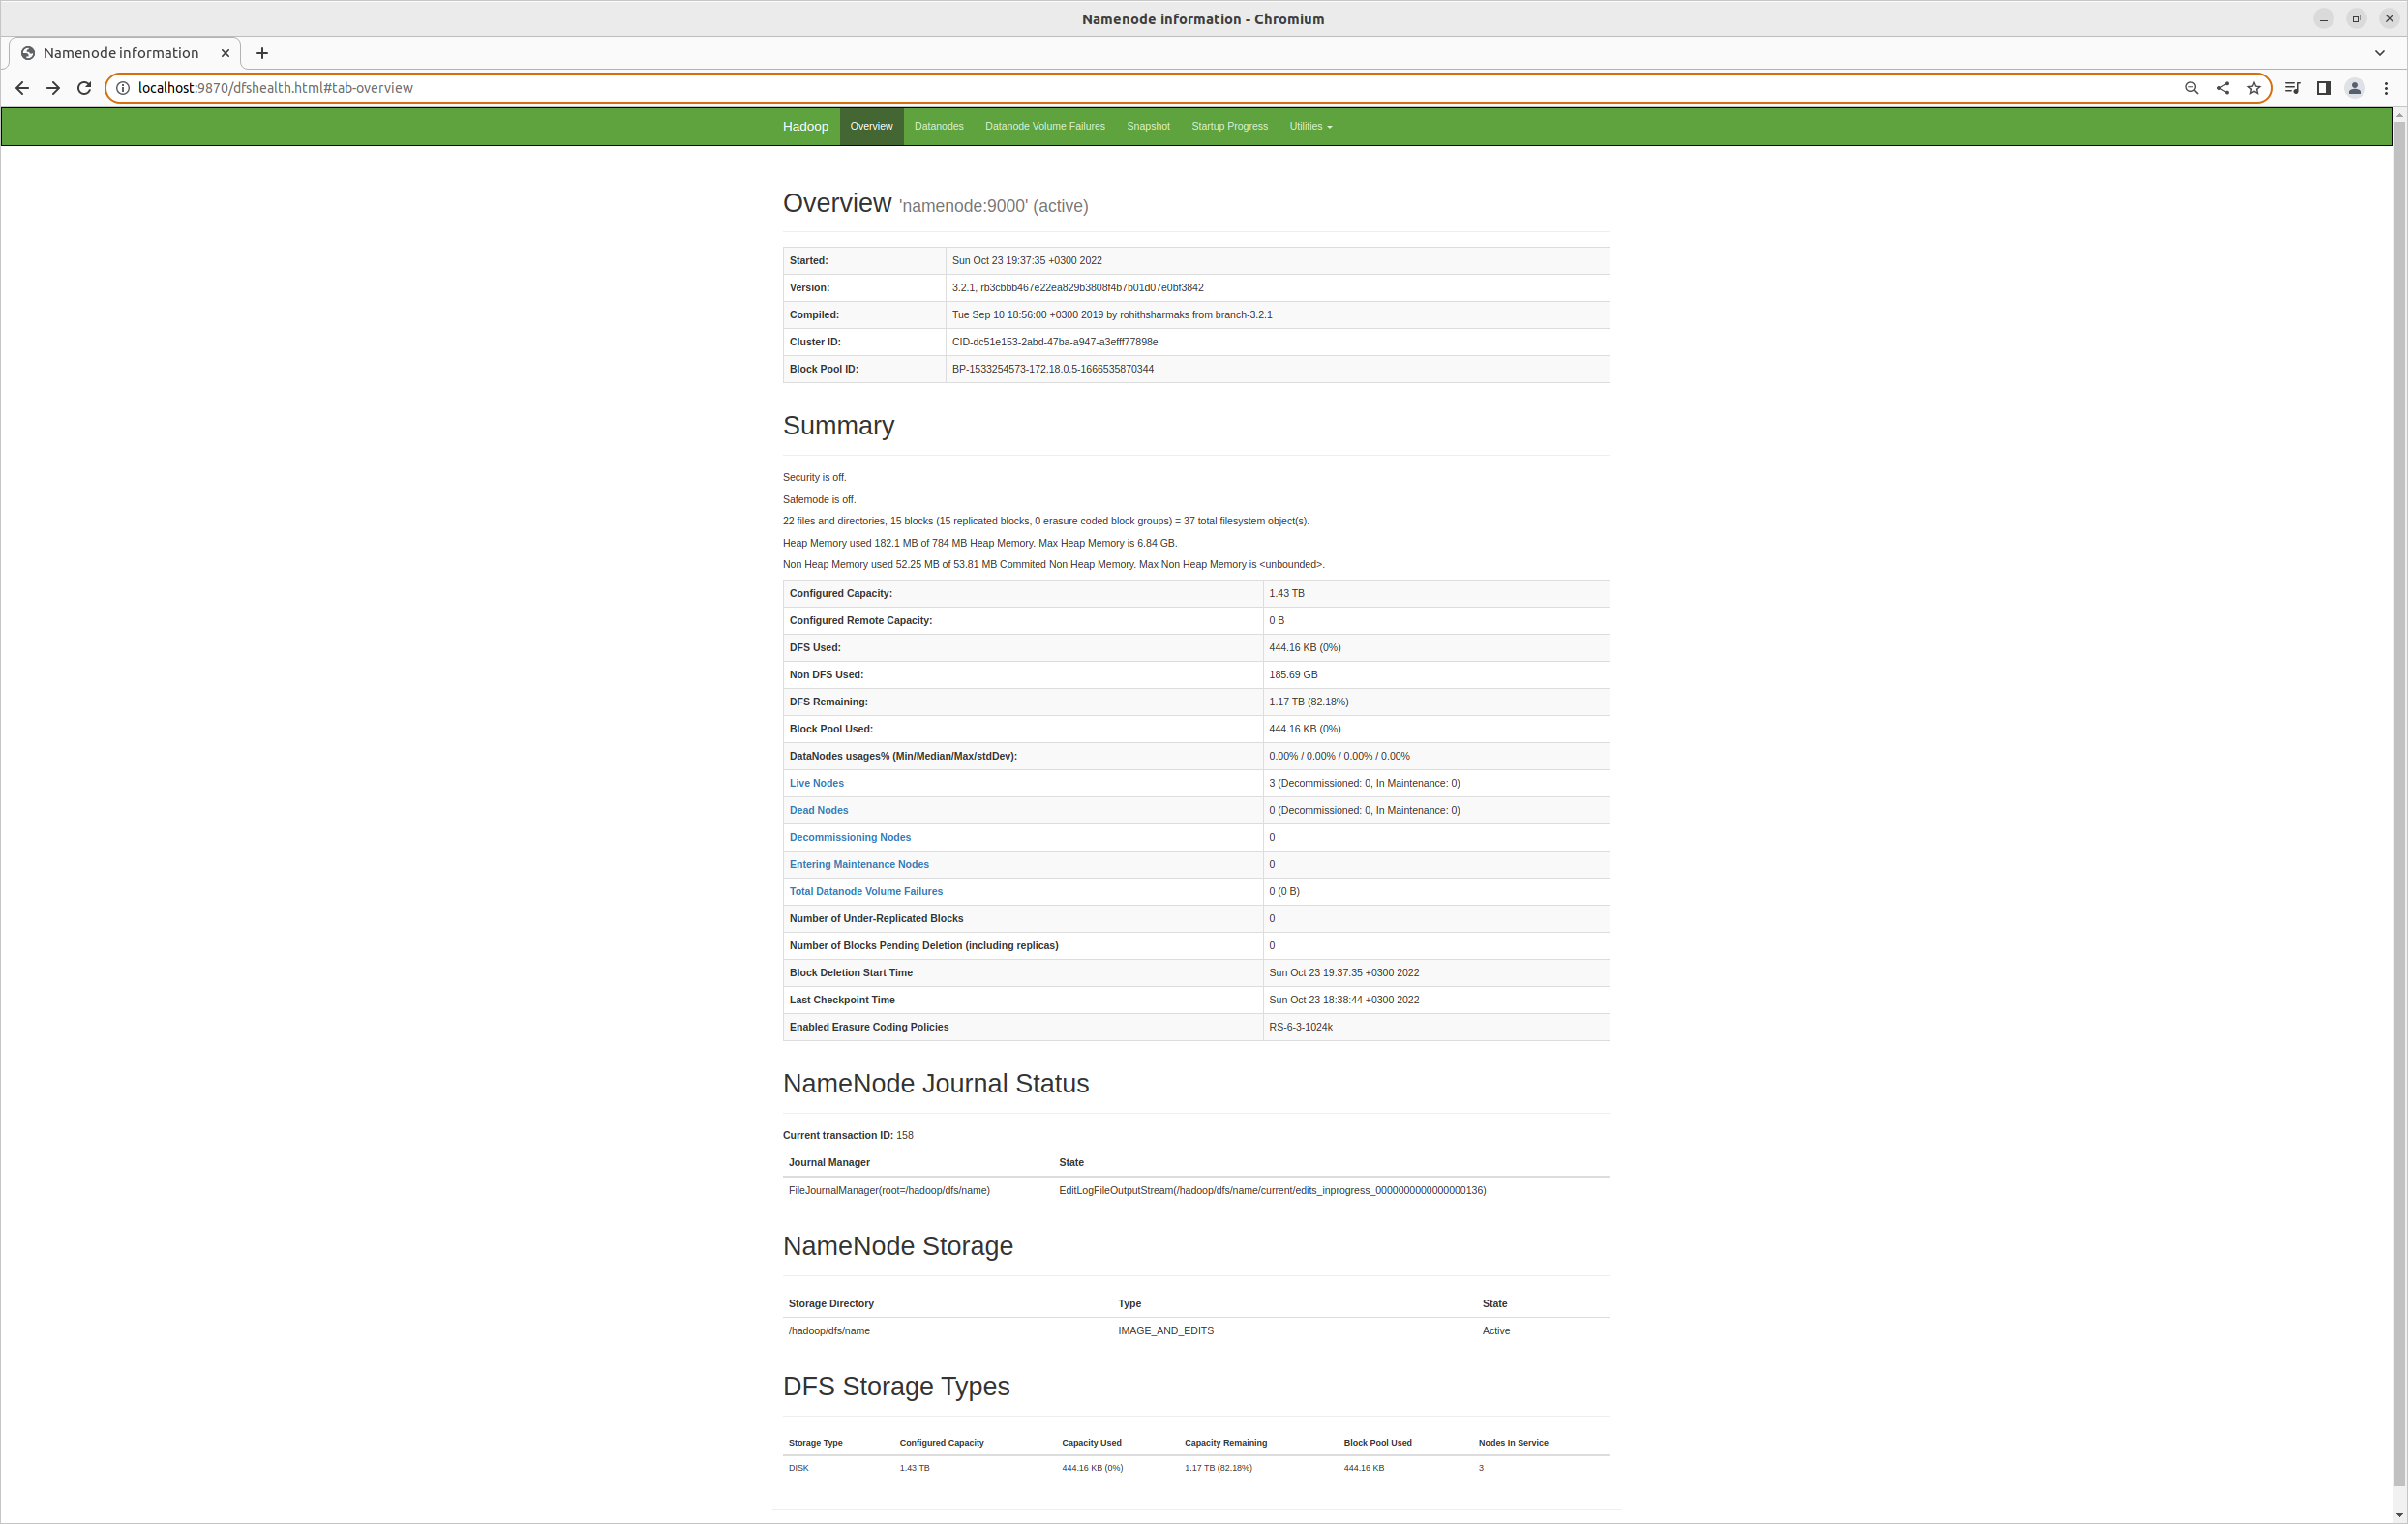 Namenode information - Chromium
Namenode information
localhost:9870/dfshealth.html#tab-overview
Hadoop Overview Datanodes Datanode Volume Failures Snapshot Startup Progress Utilities
Overview 'namenode:9000' (active)
Started: Sun Oct 23 19:37:35 +0300 2022
Version: 3.2.1, rb3cbbb467e22ea829b3808f4b7b01d07e0bf3842
Compiled: Tue Sep 10 18:56:00 +0300 2019 by rohithsharmaks from branch-3.2.1
Cluster ID: CID-dc51e153-2abd-47ba-a947-a3efff77898e
Block Pool ID: BP-1533254573-172.18.0.5-1666535870344
Summary
Security is off.
Safemode is off.
22 files and directories, 15 blocks (15 replicated blocks, 0 erasure coded block groups) = 37 total filesystem object(s).
Heap Memory used 182.1 MB of 784 MB Heap Memory. Max Heap Memory is 6.84 GB.
Non Heap Memory used 52.25 MB of 53.81 MB Commited Non Heap Memory. Max Non Heap Memory is <unbounded>.
Configured Capacity: 1.43 TB
Configured Remote Capacity: 0 B
DFS Used: 444.16 KB (0%)
Non DFS Used: 185.69 GB
DFS Remaining: 1.17 TB (82.18%)
Block Pool Used: 444.16 KB (0%)
DataNodes usages% (Min/Median/Max/stdDev): 0.00% / 0.00% / 0.00% / 0.00%
Live Nodes 3 (Decommissioned: 0, In Maintenance: 0)
Dead Nodes 0 (Decommissioned: 0, In Maintenance: 0)
Decommissioning Nodes 0
Entering Maintenance Nodes 0
Total Datanode Volume Failures 0 (0 B)
Number of Under-Replicated Blocks 0
Number of Blocks Pending Deletion (including replicas) 0
Block Deletion Start Time Sun Oct 23 19:37:35 +0300 2022
Last Checkpoint Time Sun Oct 23 18:38:44 +0300 2022
Enabled Erasure Coding Policies RS-6-3-1024k
NameNode Journal Status
Current transaction ID: 158
Journal Manager State
FileJournalManager(root=/hadoop/dfs/name) EditLogFileOutputStream(/hadoop/dfs/name/current/edits_inprogress_0000000000000000136)
NameNode Storage
Storage Directory Type State
/hadoop/dfs/name IMAGE_AND_EDITS Active
DFS Storage Types
Storage Type Configured Capacity Capacity Used Capacity Remaining Block Pool Used Nodes In Service
DISK 1.43 TB 444.16 KB (0%) 1.17 TB (82.18%) 444.16 KB 3